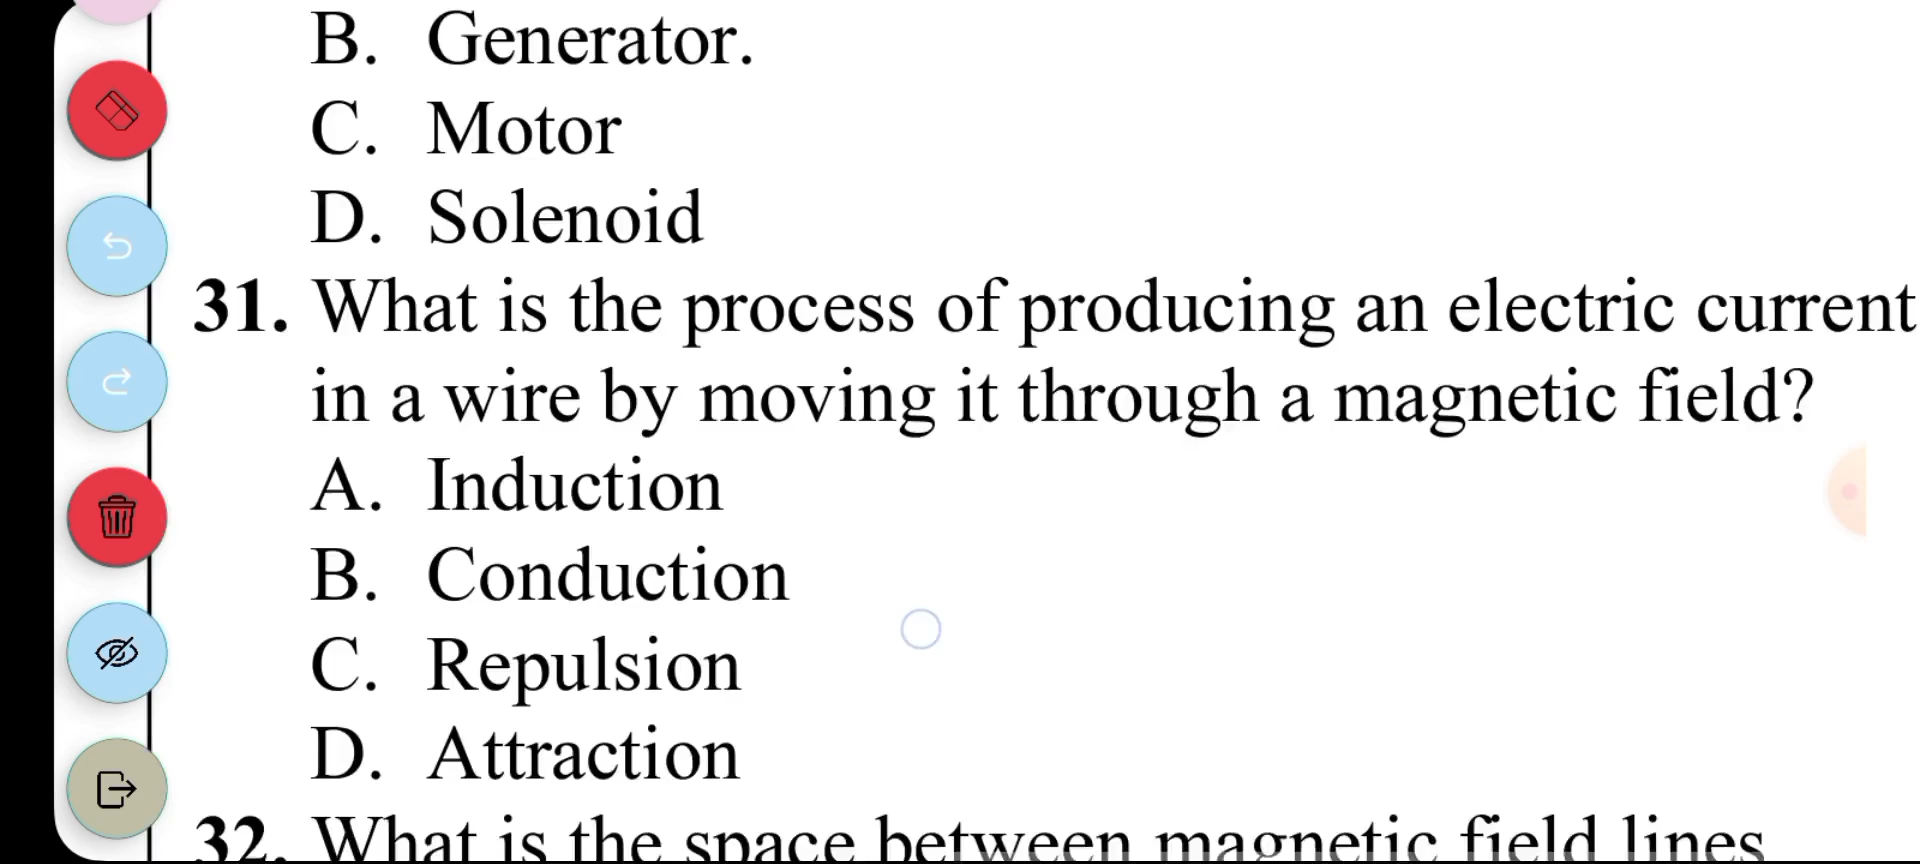 B. Generator.
C. Motor
D. Solenoid
31. What is the process of producing an electric current
in a wire by moving it through a magnetic field?
A. Induction
B. Conduction
C. Repulsion
D. Attraction
32. What is the space between magnetic field lines